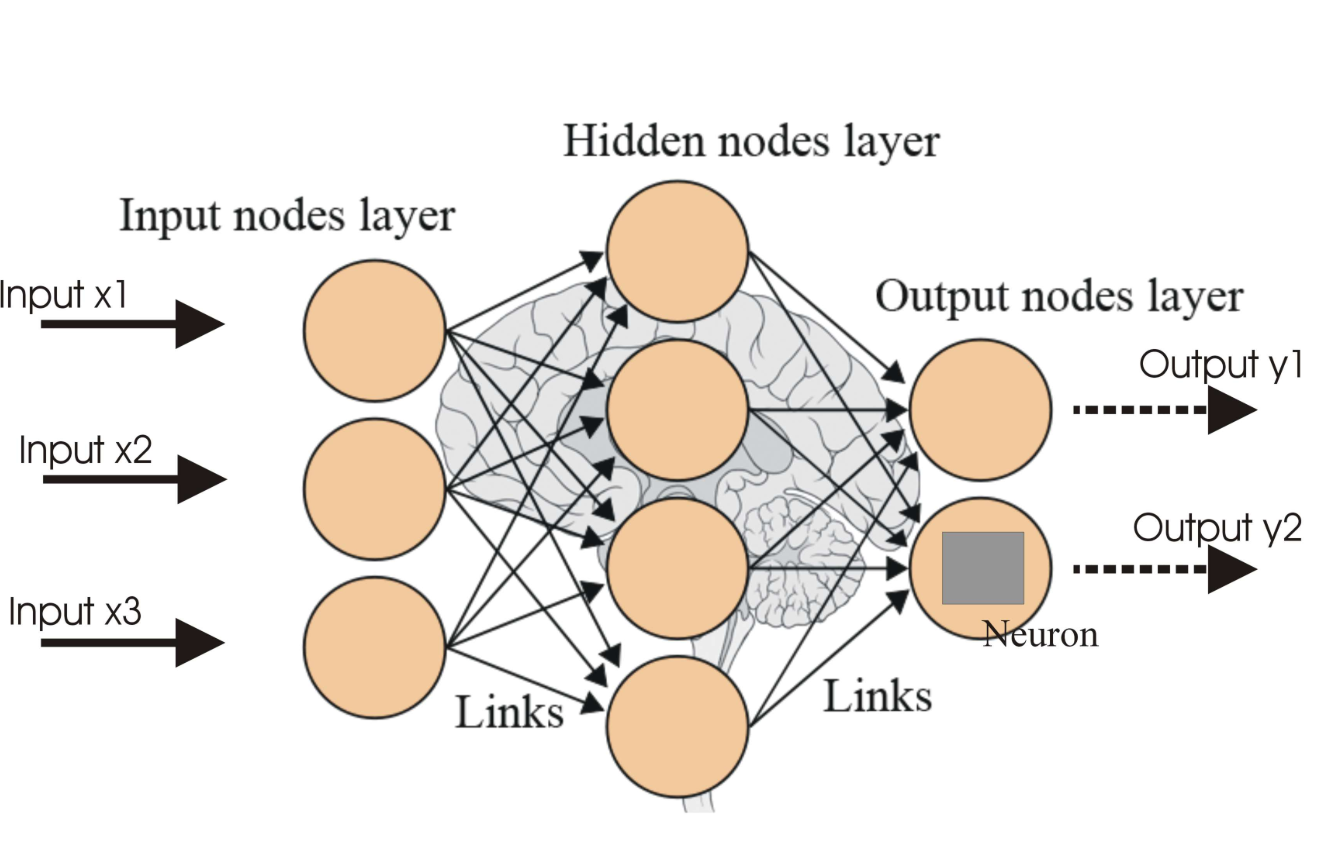 Hidden nodes layer
Input nodes layer
Input x1
Output nodes layer
Output y1
Input x2
Output y2
Input x3
Neuron
Links
Links